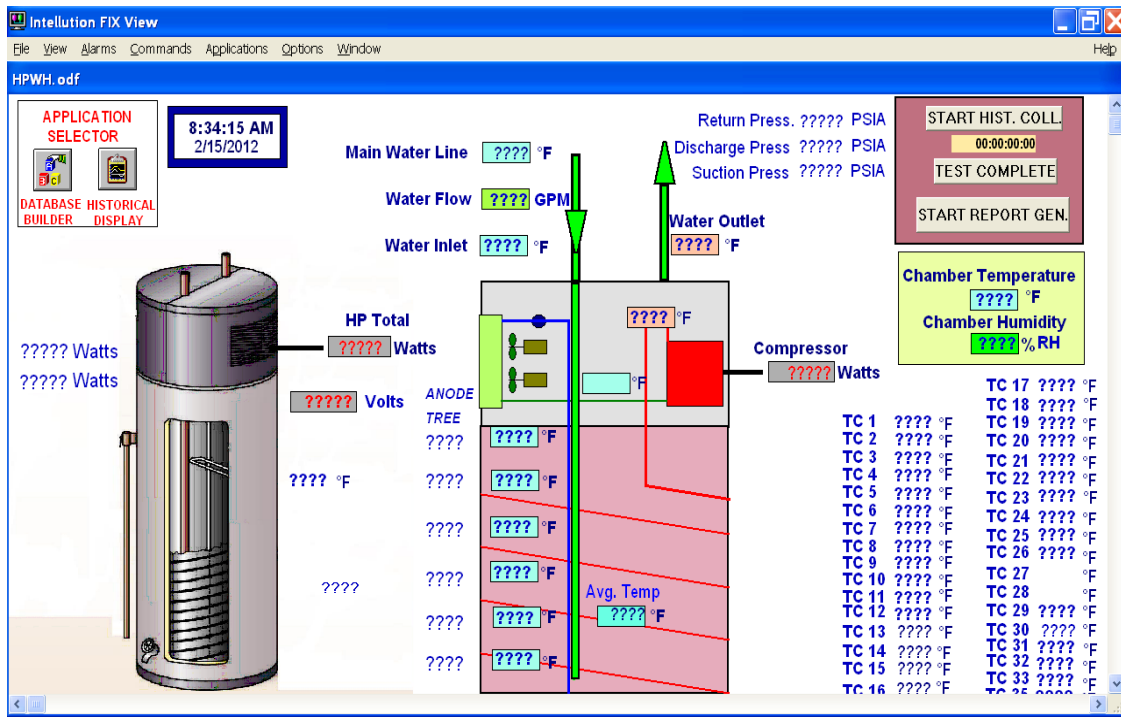 Intellution FIX View
File View Alarms Commands Applications Options Window Help
HPWH.odf
APPLICATION
SELECTOR
DATABASE
BUILDER
HISTORICAL
DISPLAY
8:34:15 AM
2/15/2012
Main Water Line ???? °F
Water Flow ???? GPM
Water Inlet ???? °F
Return Press. ????? PSIA
Discharge Press ????? PSIA
Suction Press ????? PSIA
Water Outlet
???? °F
START HIST. COLL.
00:00:00:00
TEST COMPLETE
START REPORT GEN.
Chamber Temperature
???? °F
Chamber Humidity
???? % RH
????? Watts
????? Watts
HP Total
????? Watts
????? Volts
???? °F
????
ANODE
TREE
????
????
????
????
????
????
???? °F
°F
???? °F
???? °F
???? °F
???? °F
???? °F
???? °F
Avg. Temp
???? °F
Compressor
????? Watts
TC 1 ???? °F
TC 2 ???? °F
TC 3 ???? °F
TC 4 ???? °F
TC 5 ???? °F
TC 6 ???? °F
TC 7 ???? °F
TC 8 ???? °F
TC 9 ???? °F
TC 10 ???? °F
TC 11 ???? °F
TC 12 ???? °F
TC 13 ???? °F
TC 14 ???? °F
TC 15 ???? °F
TC 16 ???? °F
TC 17 ???? °F
TC 18 ???? °F
TC 19 ???? °F
TC 20 ???? °F
TC 21 ???? °F
TC 22 ???? °F
TC 23 ???? °F
TC 24 ???? °F
TC 25 ???? °F
TC 26 ???? °F
TC 27 °F
TC 28 °F
TC 29 ???? °F
TC 30 ???? °F
TC 31 ???? °F
TC 32 ???? °F
TC 33 ???? °F
TC 35 ???? °F